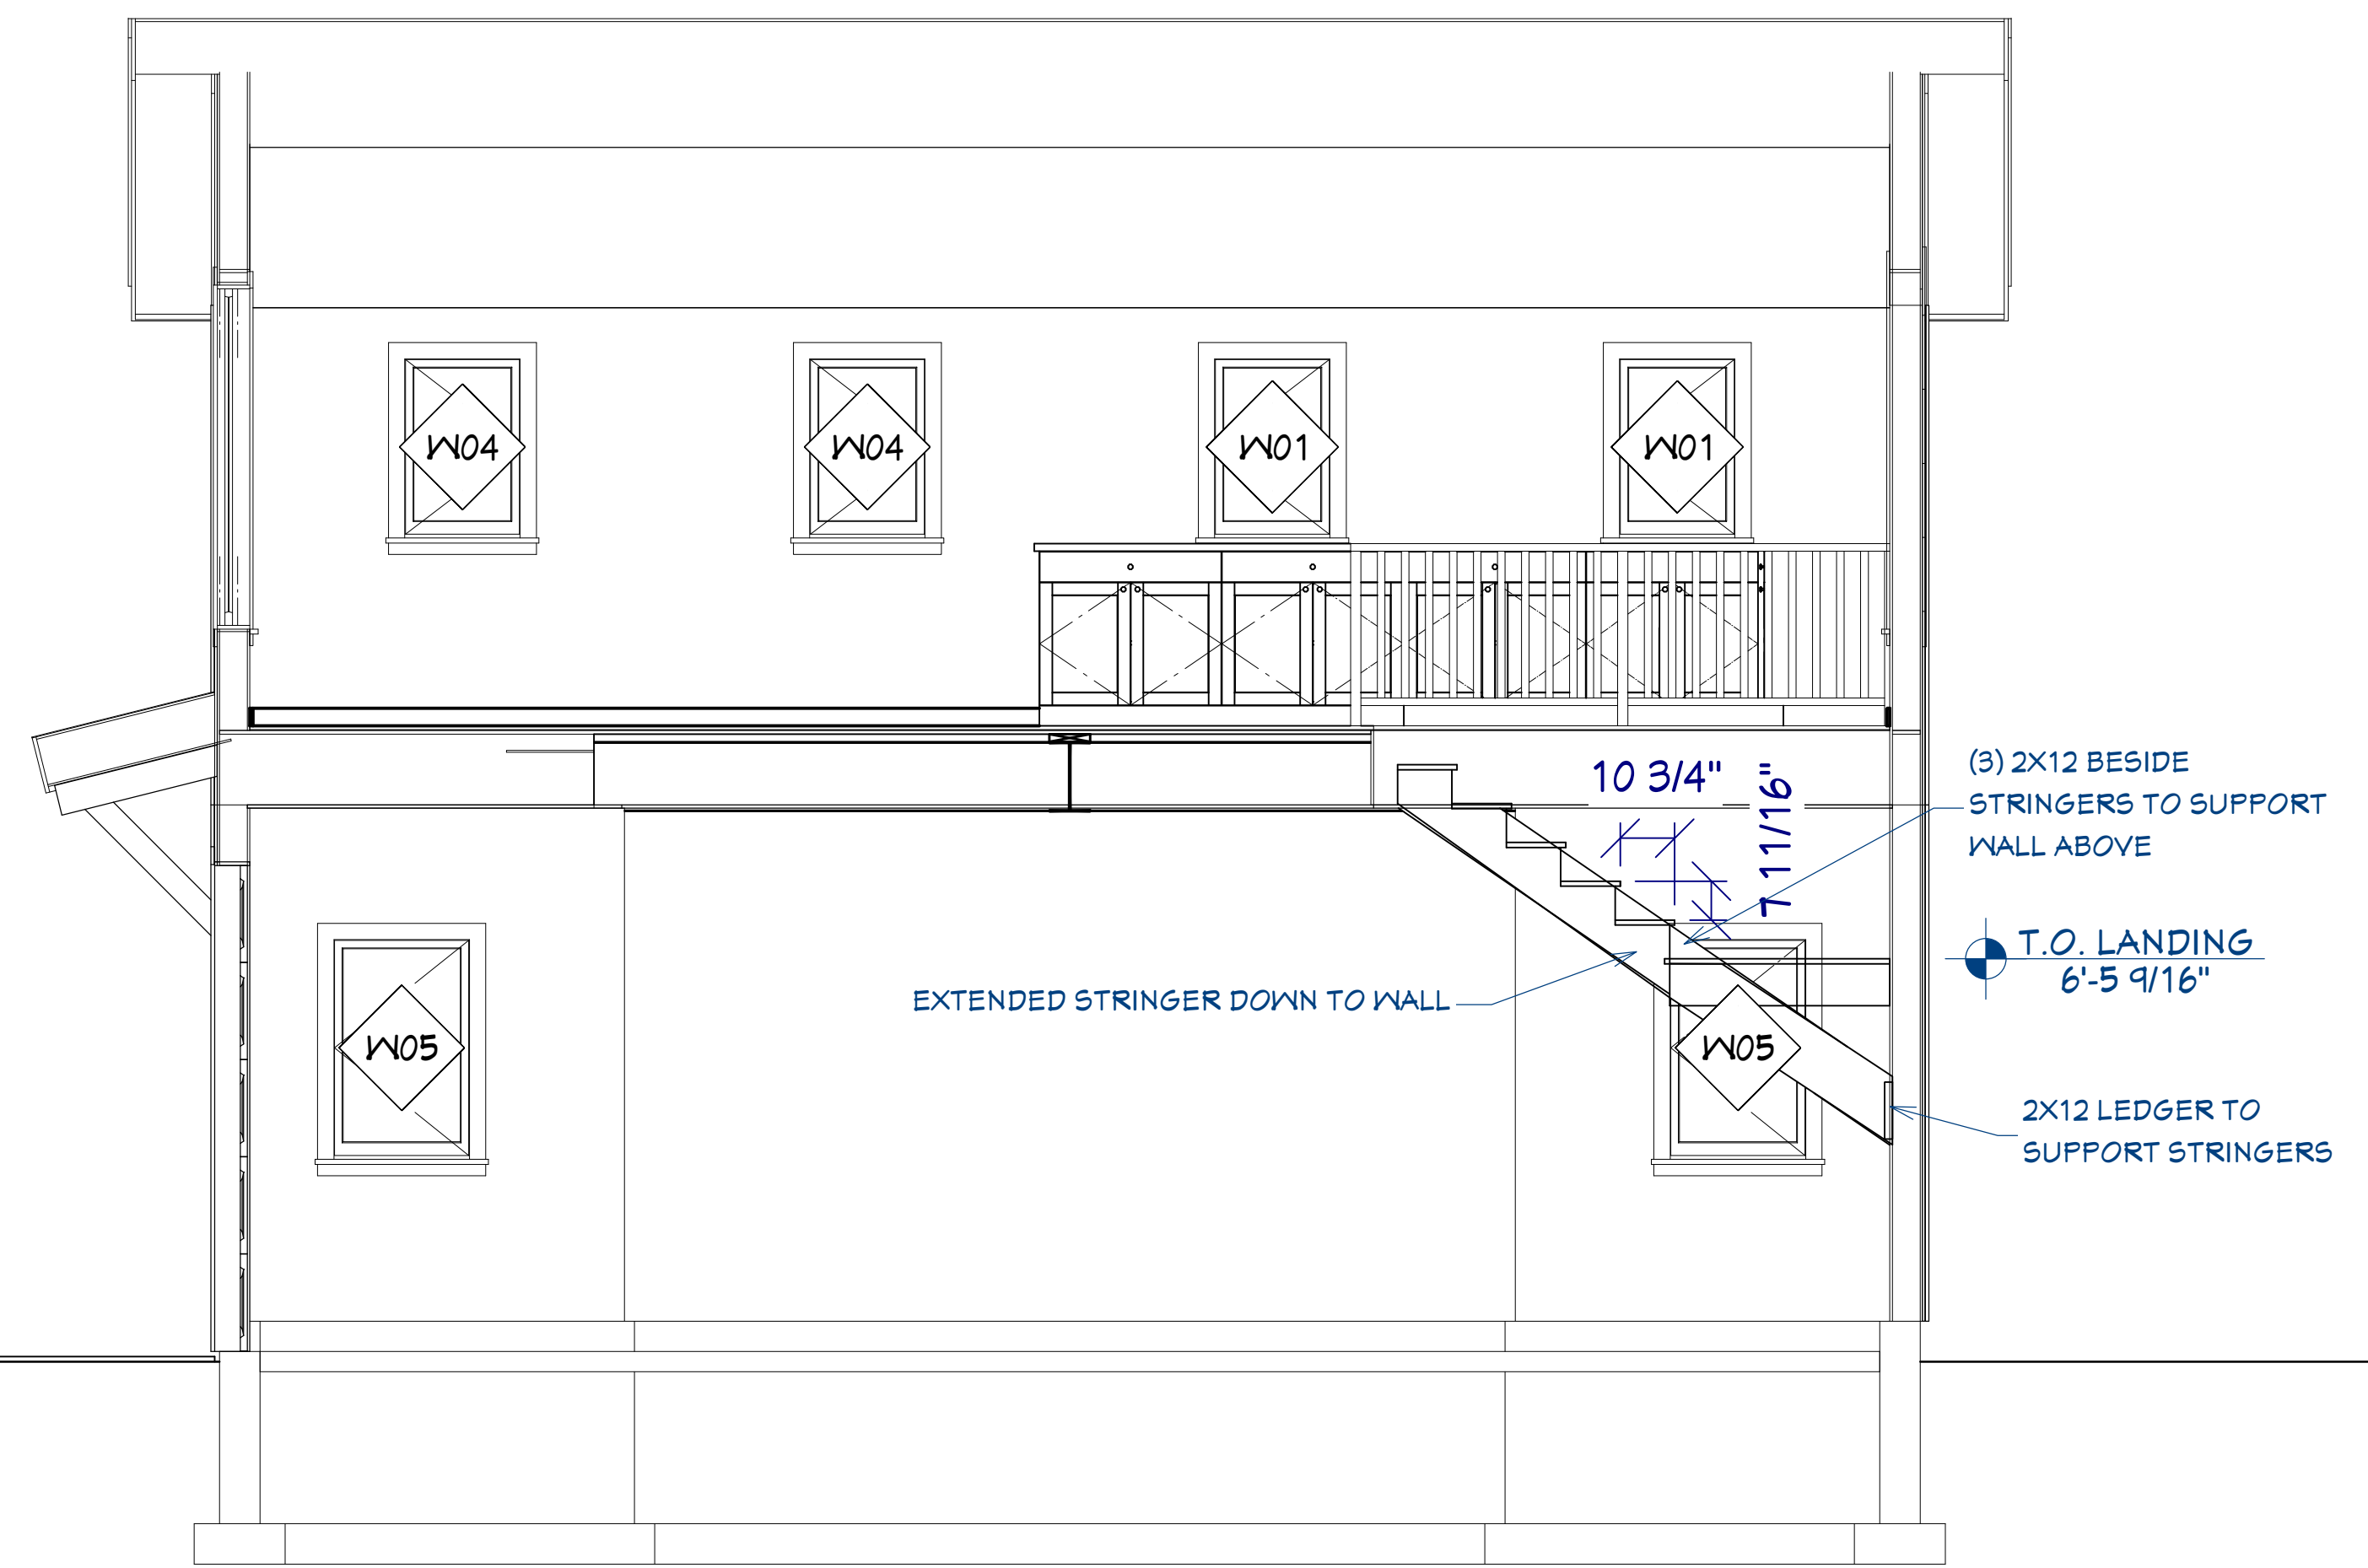 W04
W04
W01
W01
10 3/4"
7 11/16"
(3) 2X12 BESIDE
STRINGERS TO SUPPORT
WALL ABOVE
T.O. LANDING
6'-5 9/16"
EXTENDED STRINGER DOWN TO WALL
W05
W05
2X12 LEDGER TO
SUPPORT STRINGERS